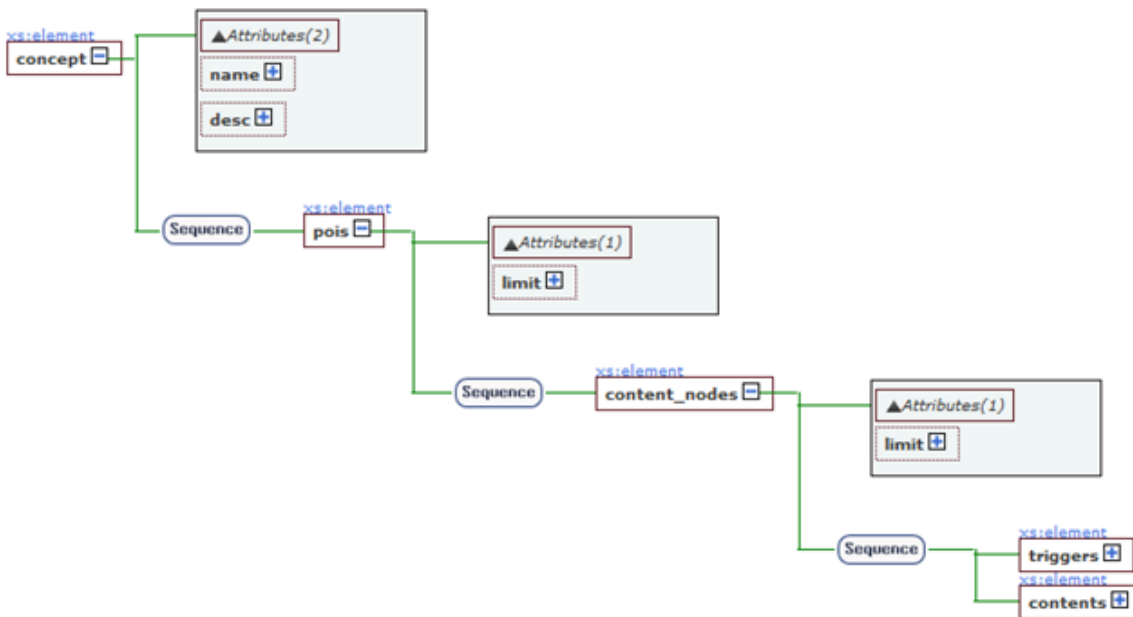 xs:element
concept
▲Attributes(2)
name
desc
Sequence
xs:element
pois
▲Attributes(1)
limit
Sequence
xs:element
content_nodes
▲Attributes(1)
limit
Sequence
xs:element
triggers
xs:element
contents